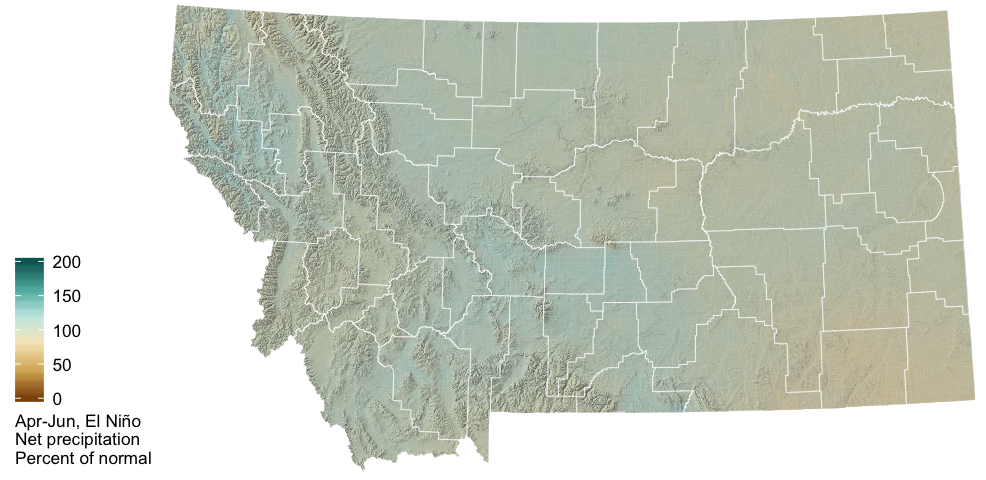 200
150
100
50
0
Apr-Jun, El Niño
Net precipitation
Percent of normal